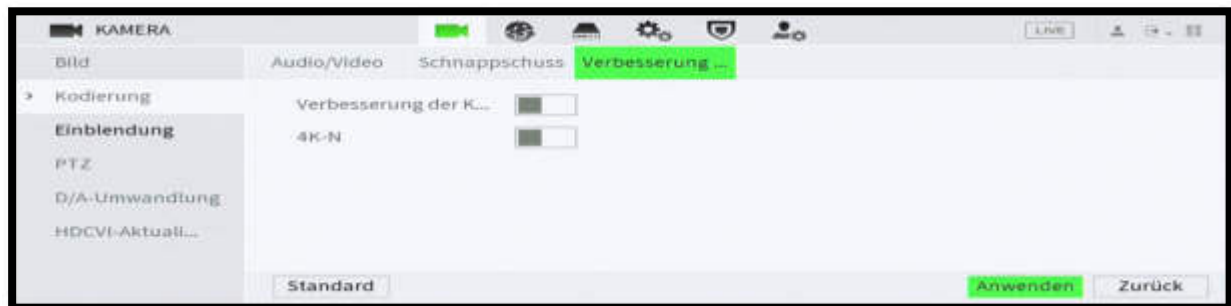 KAMERA
LIVE
Bild
Audio/Video
Schnappschuss
Verbesserung ...
Kodierung
Verbesserung der K...
Einblendung
4K-N
PTZ
D/A-Umwandlung
HDCVI-Aktuali...
Standard
Anwenden
Zurück